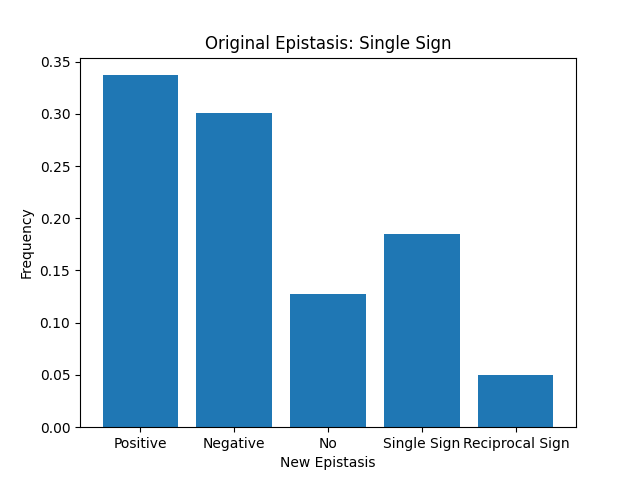 Original Epistasis: Single Sign
0.35
0.30
0.25
0.20
0.15
0.10
0.05
0.00
Frequency
Positive Negative No Single Sign Reciprocal Sign
New Epistasis